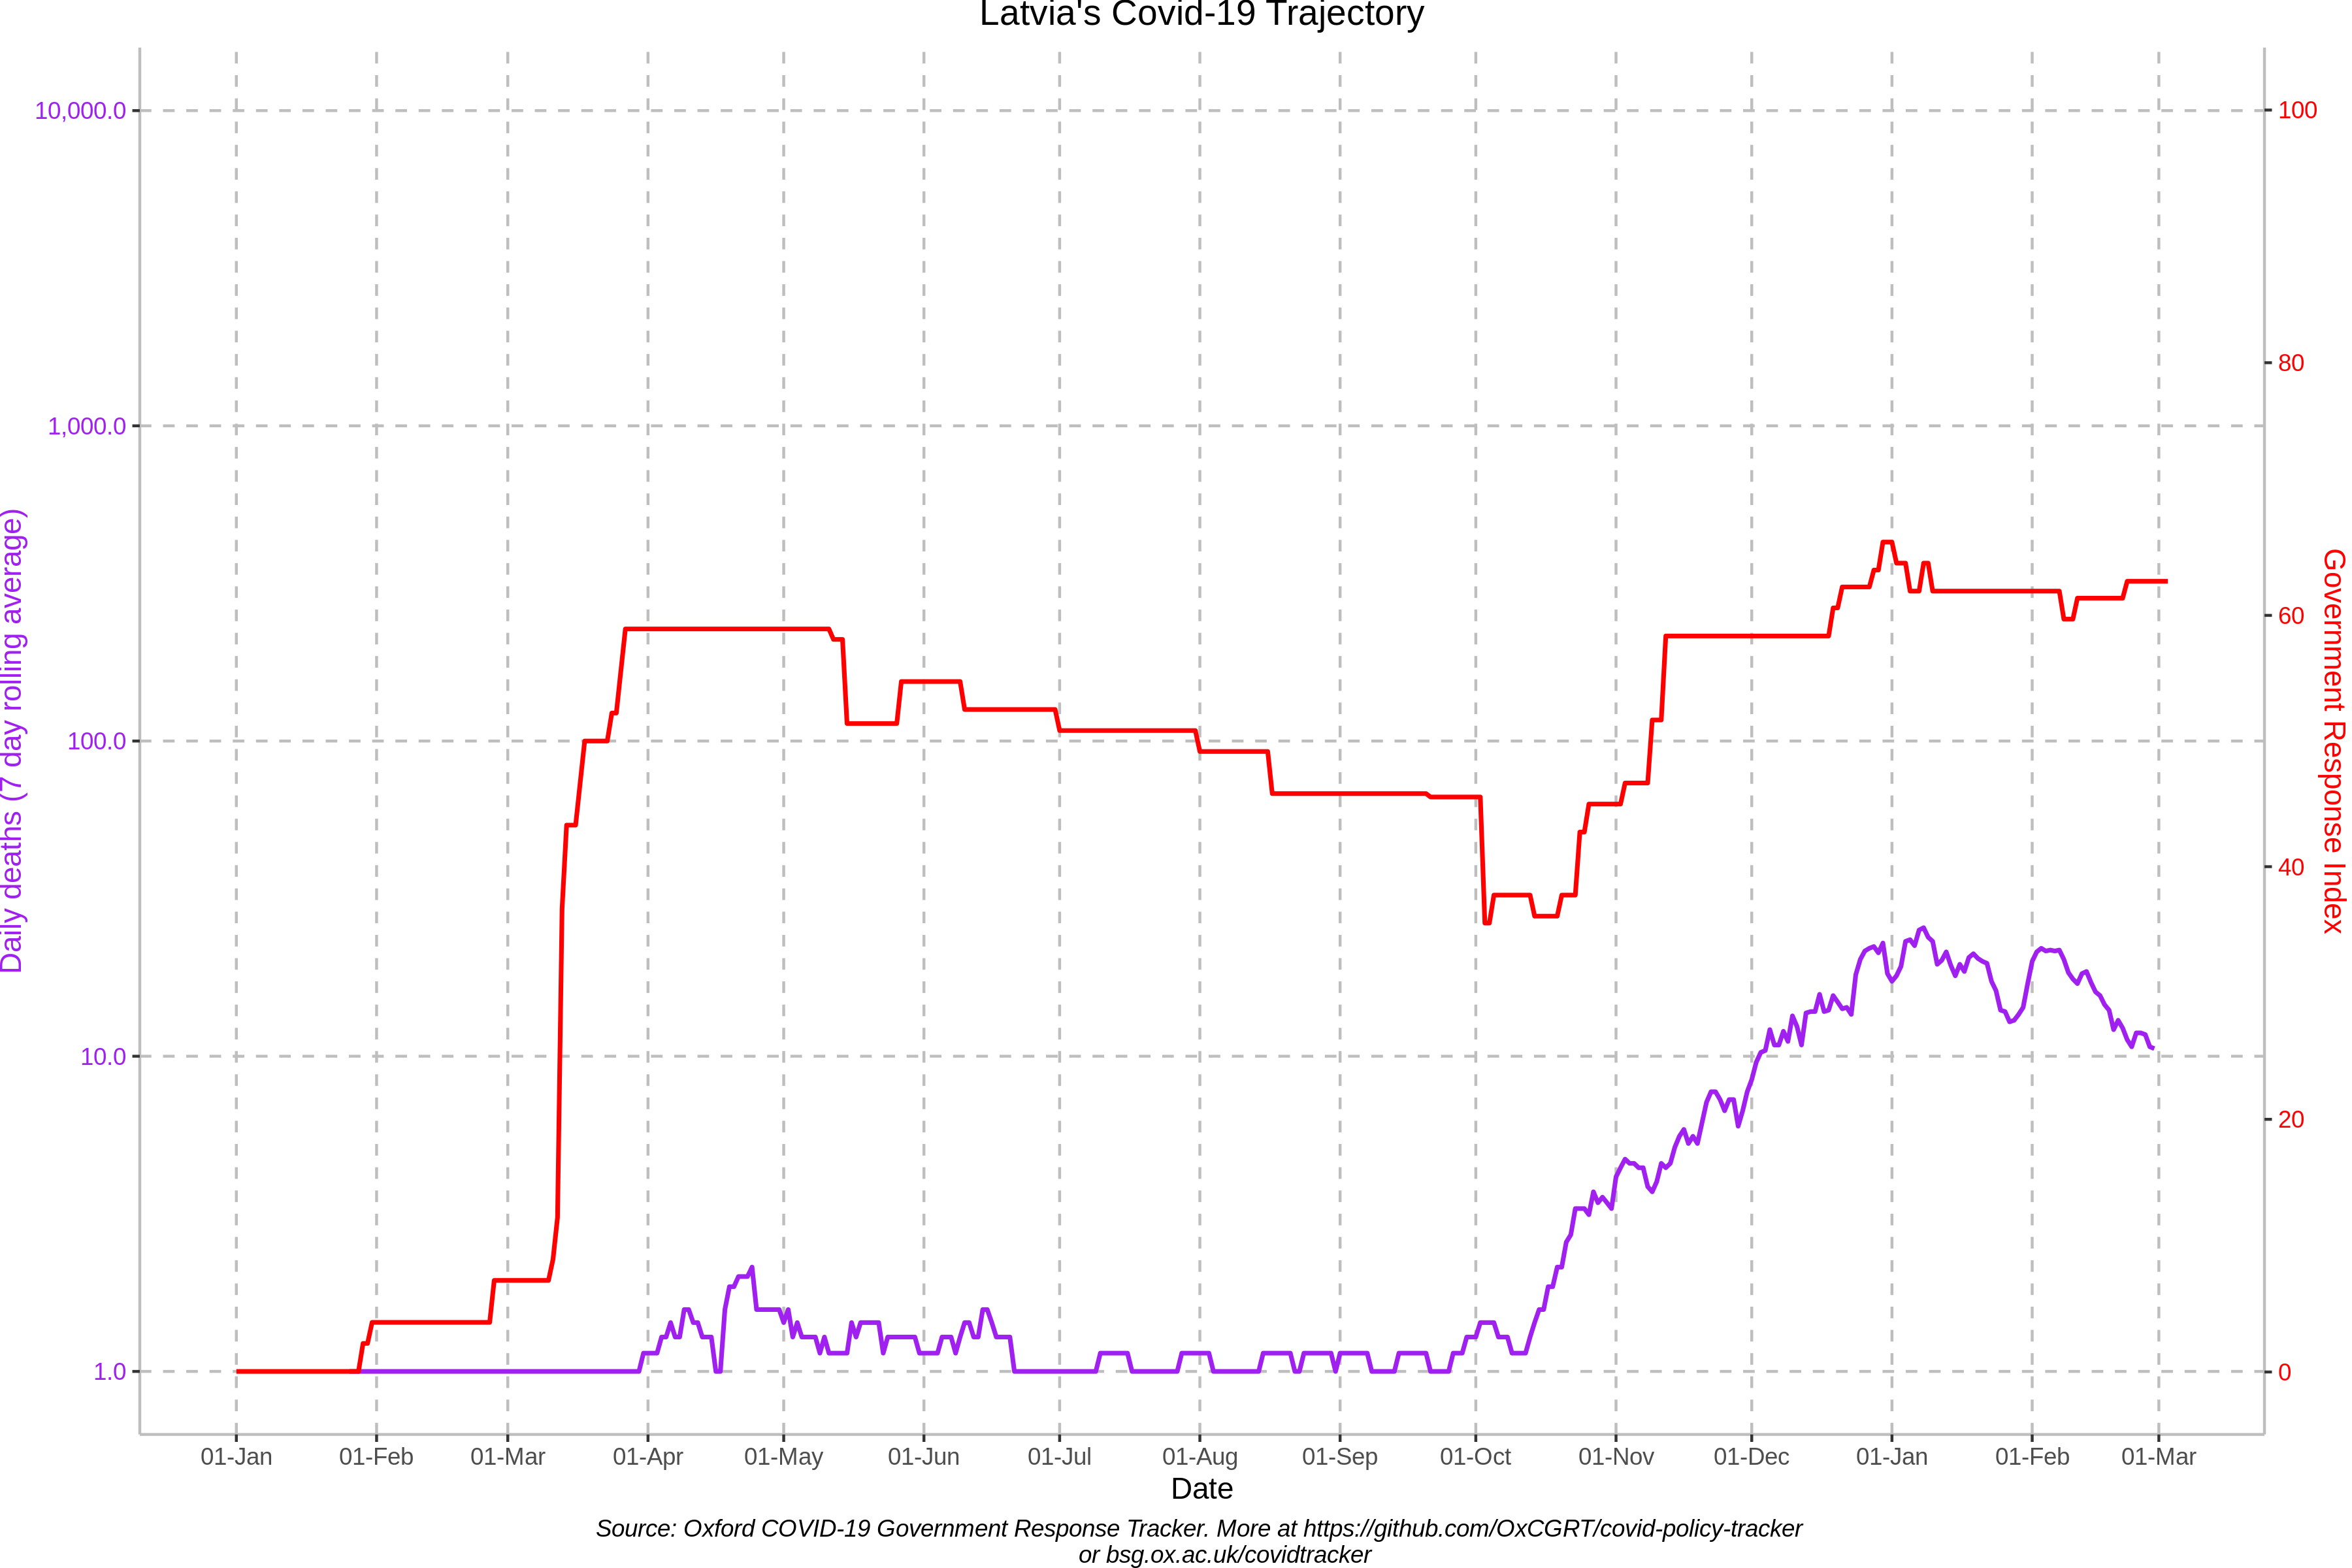 Latvia's Covid-19 Trajectory
10,000.0
1,000.0
100.0
10.0
1.0
Daily deaths (7 day rolling average)
100
80
60
40
20
0
Government Response Index
01-Jan 01-Feb 01-Mar 01-Apr 01-May 01-Jun 01-Jul 01-Aug 01-Sep 01-Oct 01-Nov 01-Dec 01-Jan 01-Feb 01-Mar
Date
Source: Oxford COVID-19 Government Response Tracker. More at https://github.com/OxCGRT/covid-policy-tracker
or bsg.ox.ac.uk/covidtracker